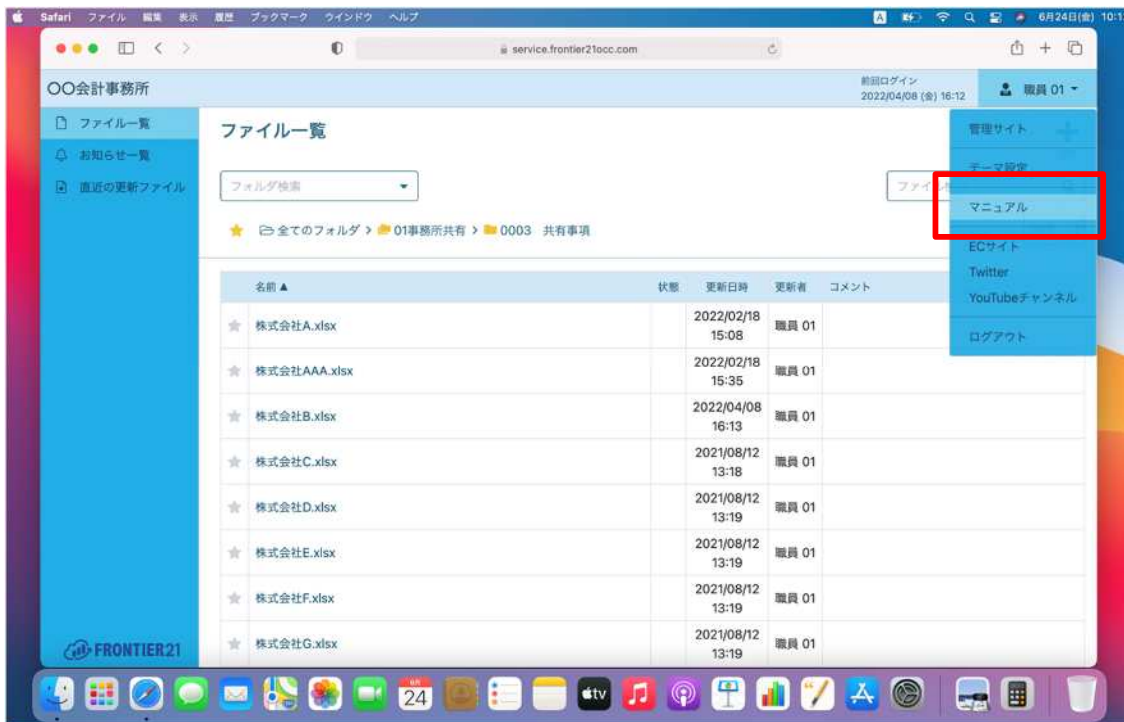 Safari ファイル 編集 表示 履歴 ブックマーク ウインドウ ヘルプ
A 6月24日(金) 10:1
service.frontier21occ.com
〇〇会計事務所
前回ログイン
2022/04/08 (金) 16:12
職員 01
ファイル一覧
お知らせ一覧
直近の更新ファイル
ファイル一覧
フォルダ検索
全てのフォルダ > 01事務所共有 > 0003 共有事項
管理サイト
テーマ設定
マニュアル
ECサイト
Twitter
YouTubeチャンネル
ログアウト
名前▲ 状態 更新日時 更新者 コメント
株式会社A.xlsx 2022/02/18 15:08 職員 01
株式会社AAA.xlsx 2022/02/18 15:35 職員 01
株式会社B.xlsx 2022/04/08 16:13 職員 01
株式会社C.xlsx 2021/08/12 13:18 職員 01
株式会社D.xlsx 2021/08/12 13:19 職員 01
株式会社E.xlsx 2021/08/12 13:19 職員 01
株式会社F.xlsx 2021/08/12 13:19 職員 01
株式会社G.xlsx 2021/08/12 13:19 職員 01
FRONTIER21
6月
24
tv